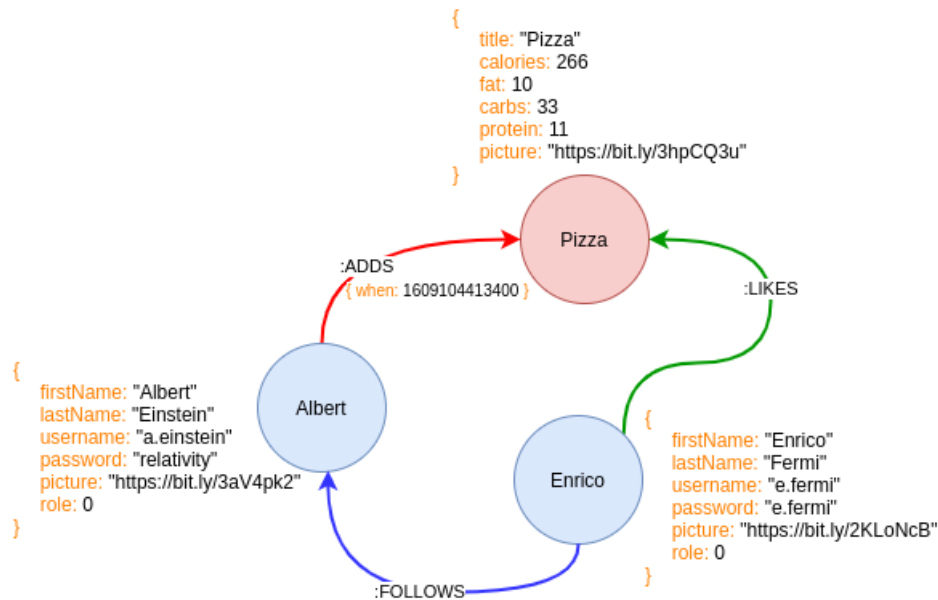 {
title: "Pizza"
calories: 266
fat: 10
carbs: 33
protein: 11
picture: "https://bit.ly/3hpCQ3u"
}
Pizza
:ADDS
{ when: 1609104413400 }
:LIKES
{
firstName: "Albert"
lastName: "Einstein"
username: "a.einstein"
password: "relativity"
picture: "https://bit.ly/3aV4pk2"
role: 0
}
Albert
Enrico
{
firstName: "Enrico"
lastName: "Fermi"
username: "e.fermi"
password: "e.fermi"
picture: "https://bit.ly/2KLoNcB"
role: 0
}
:FOLLOWS